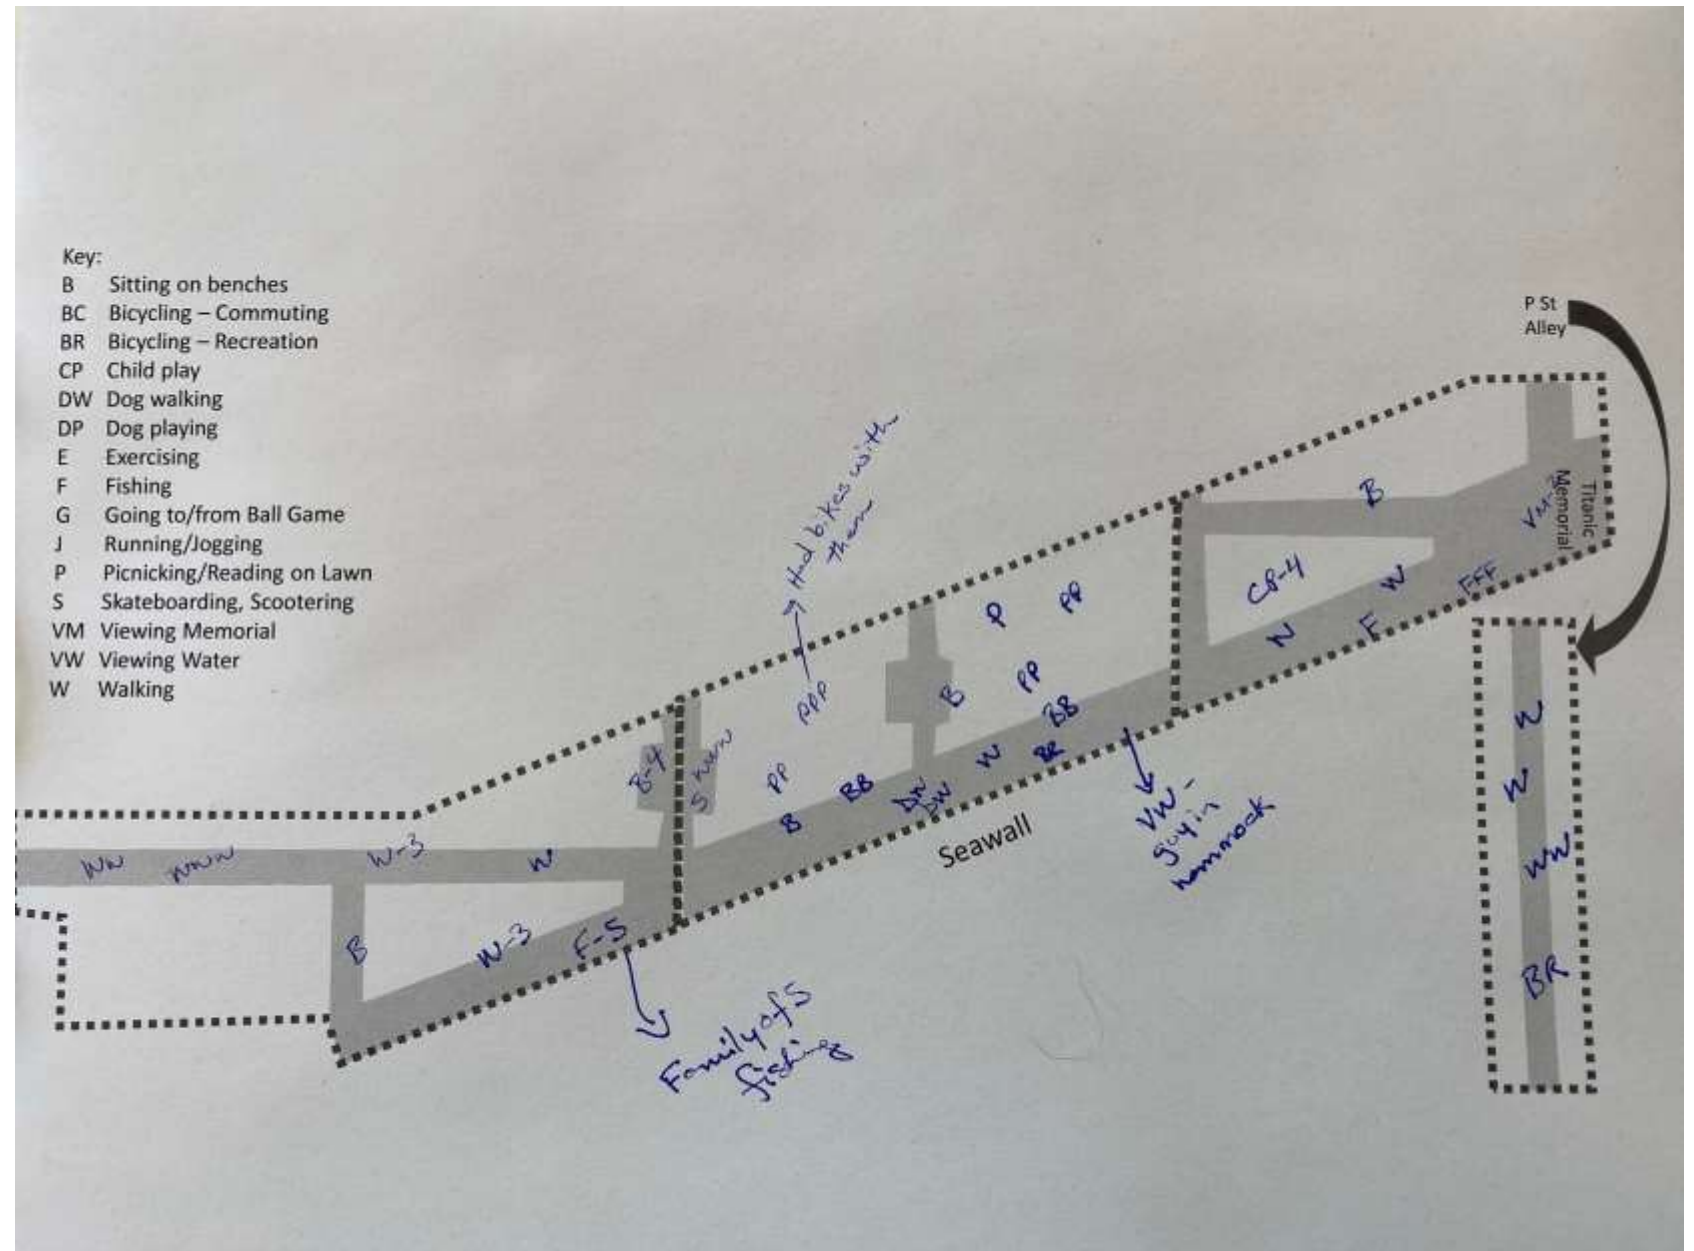 Key:
B Sitting on benches
BC Bicycling – Commuting
BR Bicycling – Recreation
CP Child play
DW Dog walking
DP Dog playing
E Exercising
F Fishing
G Going to/from Ball Game
J Running/Jogging
P Picnicking/Reading on Lawn
S Skateboarding, Scootering
VM Viewing Memorial
VW Viewing Water
W Walking
P St
Alley
Titanic
Memorial
Had bikes with
them
B
CP-4
W
W
F
FFF
P
PP
PP
B
BB
BR
W
PPP
PP
BB
B
DW
DW
Seawall
VW -
guy in
hammock
B-4
WW
WWW
W-3
W
B
W-3
F-5
Family of 5
fishing
W
W
WW
BR